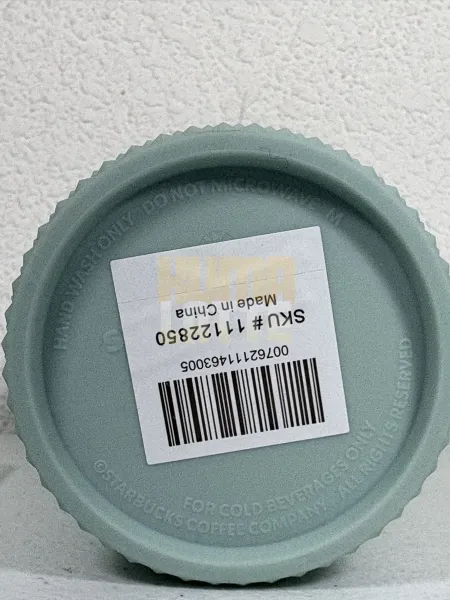 HAND WASH ONLY DO NOT MICROWAVE M
Made in China
SKU # 11122850
00762111463005
FOR COLD BEVERAGES ONLY
©STARBUCKS COFFEE COMPANY ALL RIGHTS RESERVED